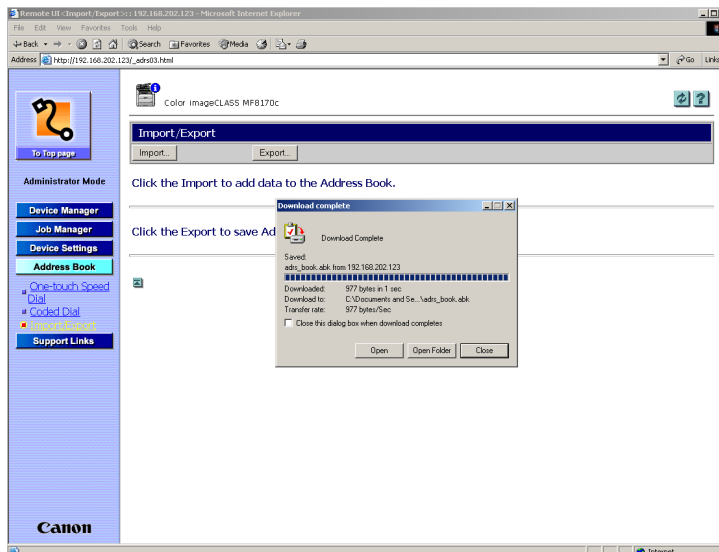 Remote UI <Import/Export>: : 192.168.202.123 - Microsoft Internet Explorer
File Edit View Favorites Tools Help
Back Search Favorites Media
Address http://192.168.202.123/_adrs03.html Go Links
Color imageCLASS MF8170c
To Top page
Import/Export
Import... Export...
Administrator Mode
Click the Import to add data to the Address Book.
Device Manager
Job Manager
Device Settings
Address Book
One-touch Speed
Dial
Coded Dial
Import/Export
Support Links
Click the Export to save Ad
Download complete
Download Complete
Saved:
adrs_book.abk from 192.168.202.123
Downloaded: 977 bytes in 1 sec
Download to: C:\Documents and Se...\adrs_book.abk
Transfer rate: 977 bytes/Sec
Close this dialog box when download completes
Open Open Folder Close
Canon
Internet